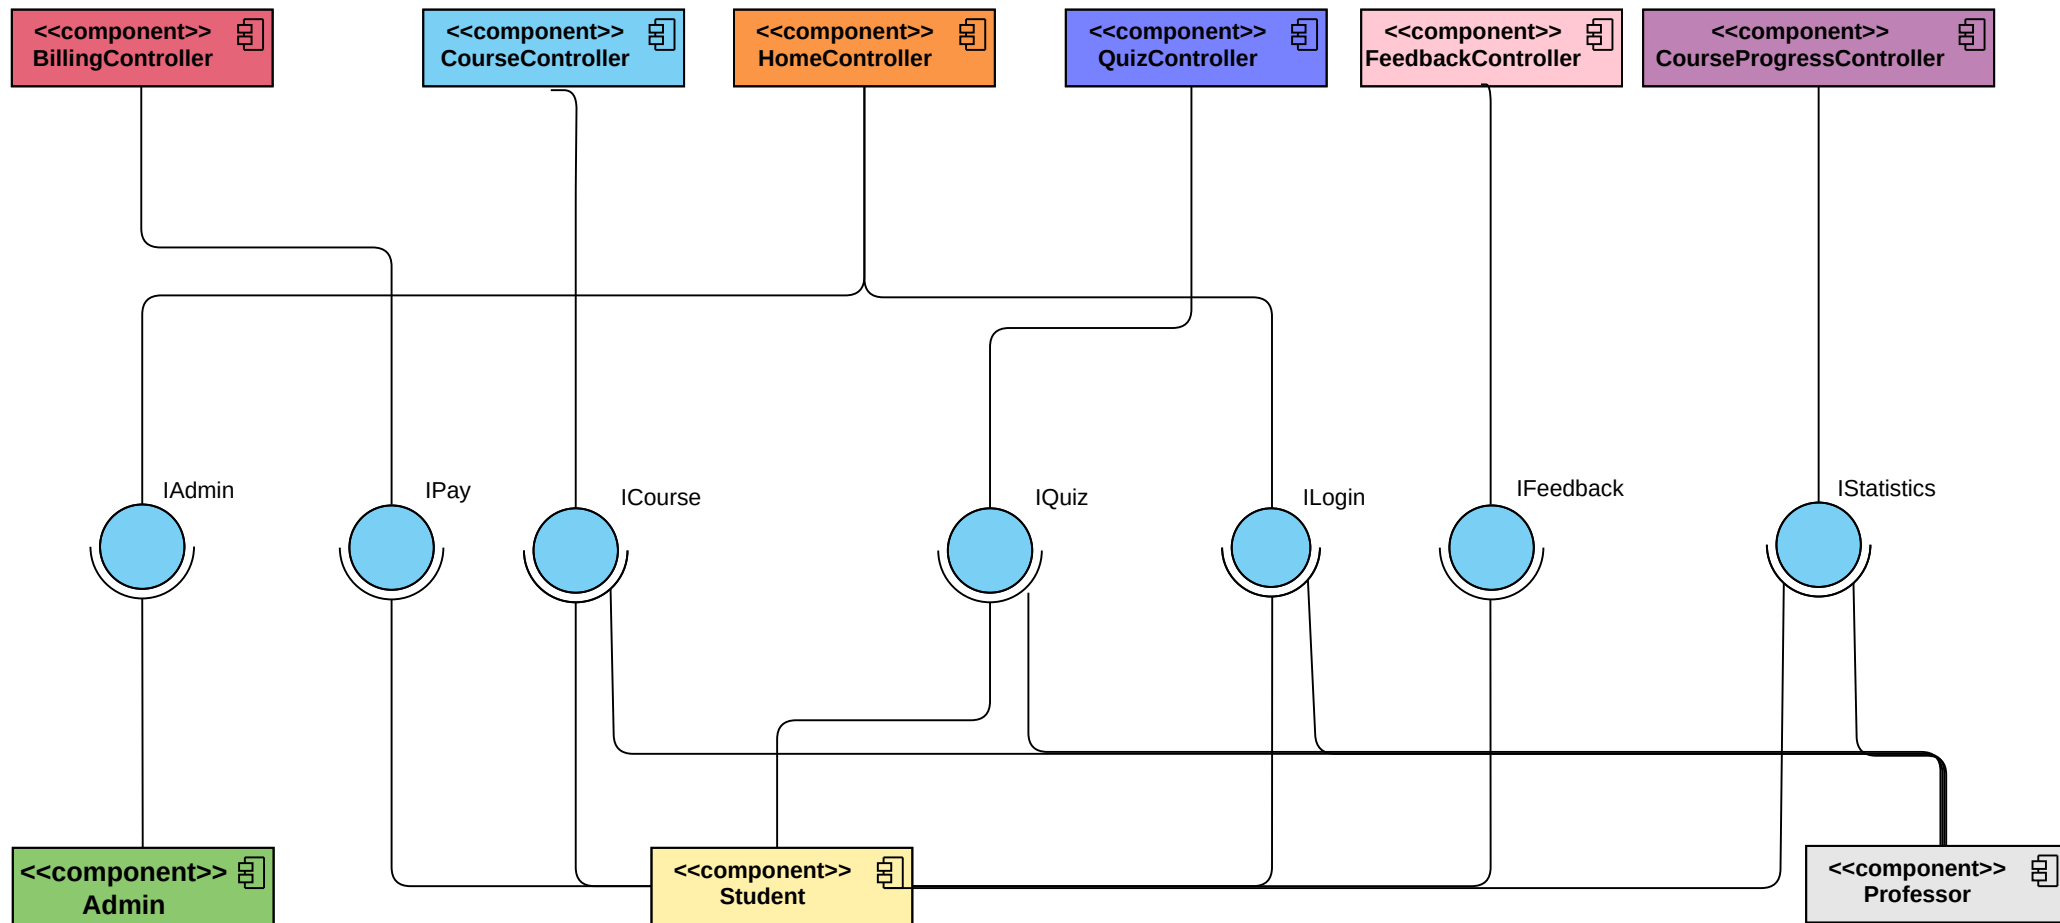 <<component>>
BillingController
<<component>>
CourseController
<<component>>
HomeController
<<component>>
QuizController
<<component>>
FeedbackController
<<component>>
CourseProgressController
IAdmin
IPay
ICourse
IQuiz
ILogin
IFeedback
IStatistics
<<component>>
Admin
<<component>>
Student
<<component>>
Professor